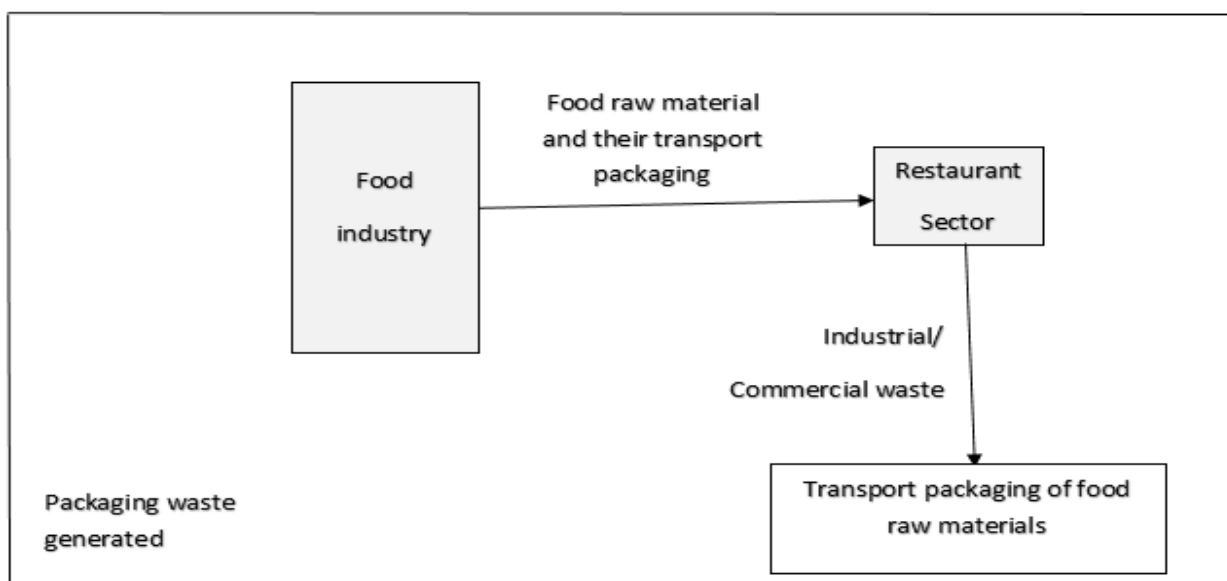 Food raw material
and their transport
packaging
Food
industry
Restaurant
Sector
Industrial/
Commercial waste
Transport packaging of food
raw materials
Packaging waste
generated